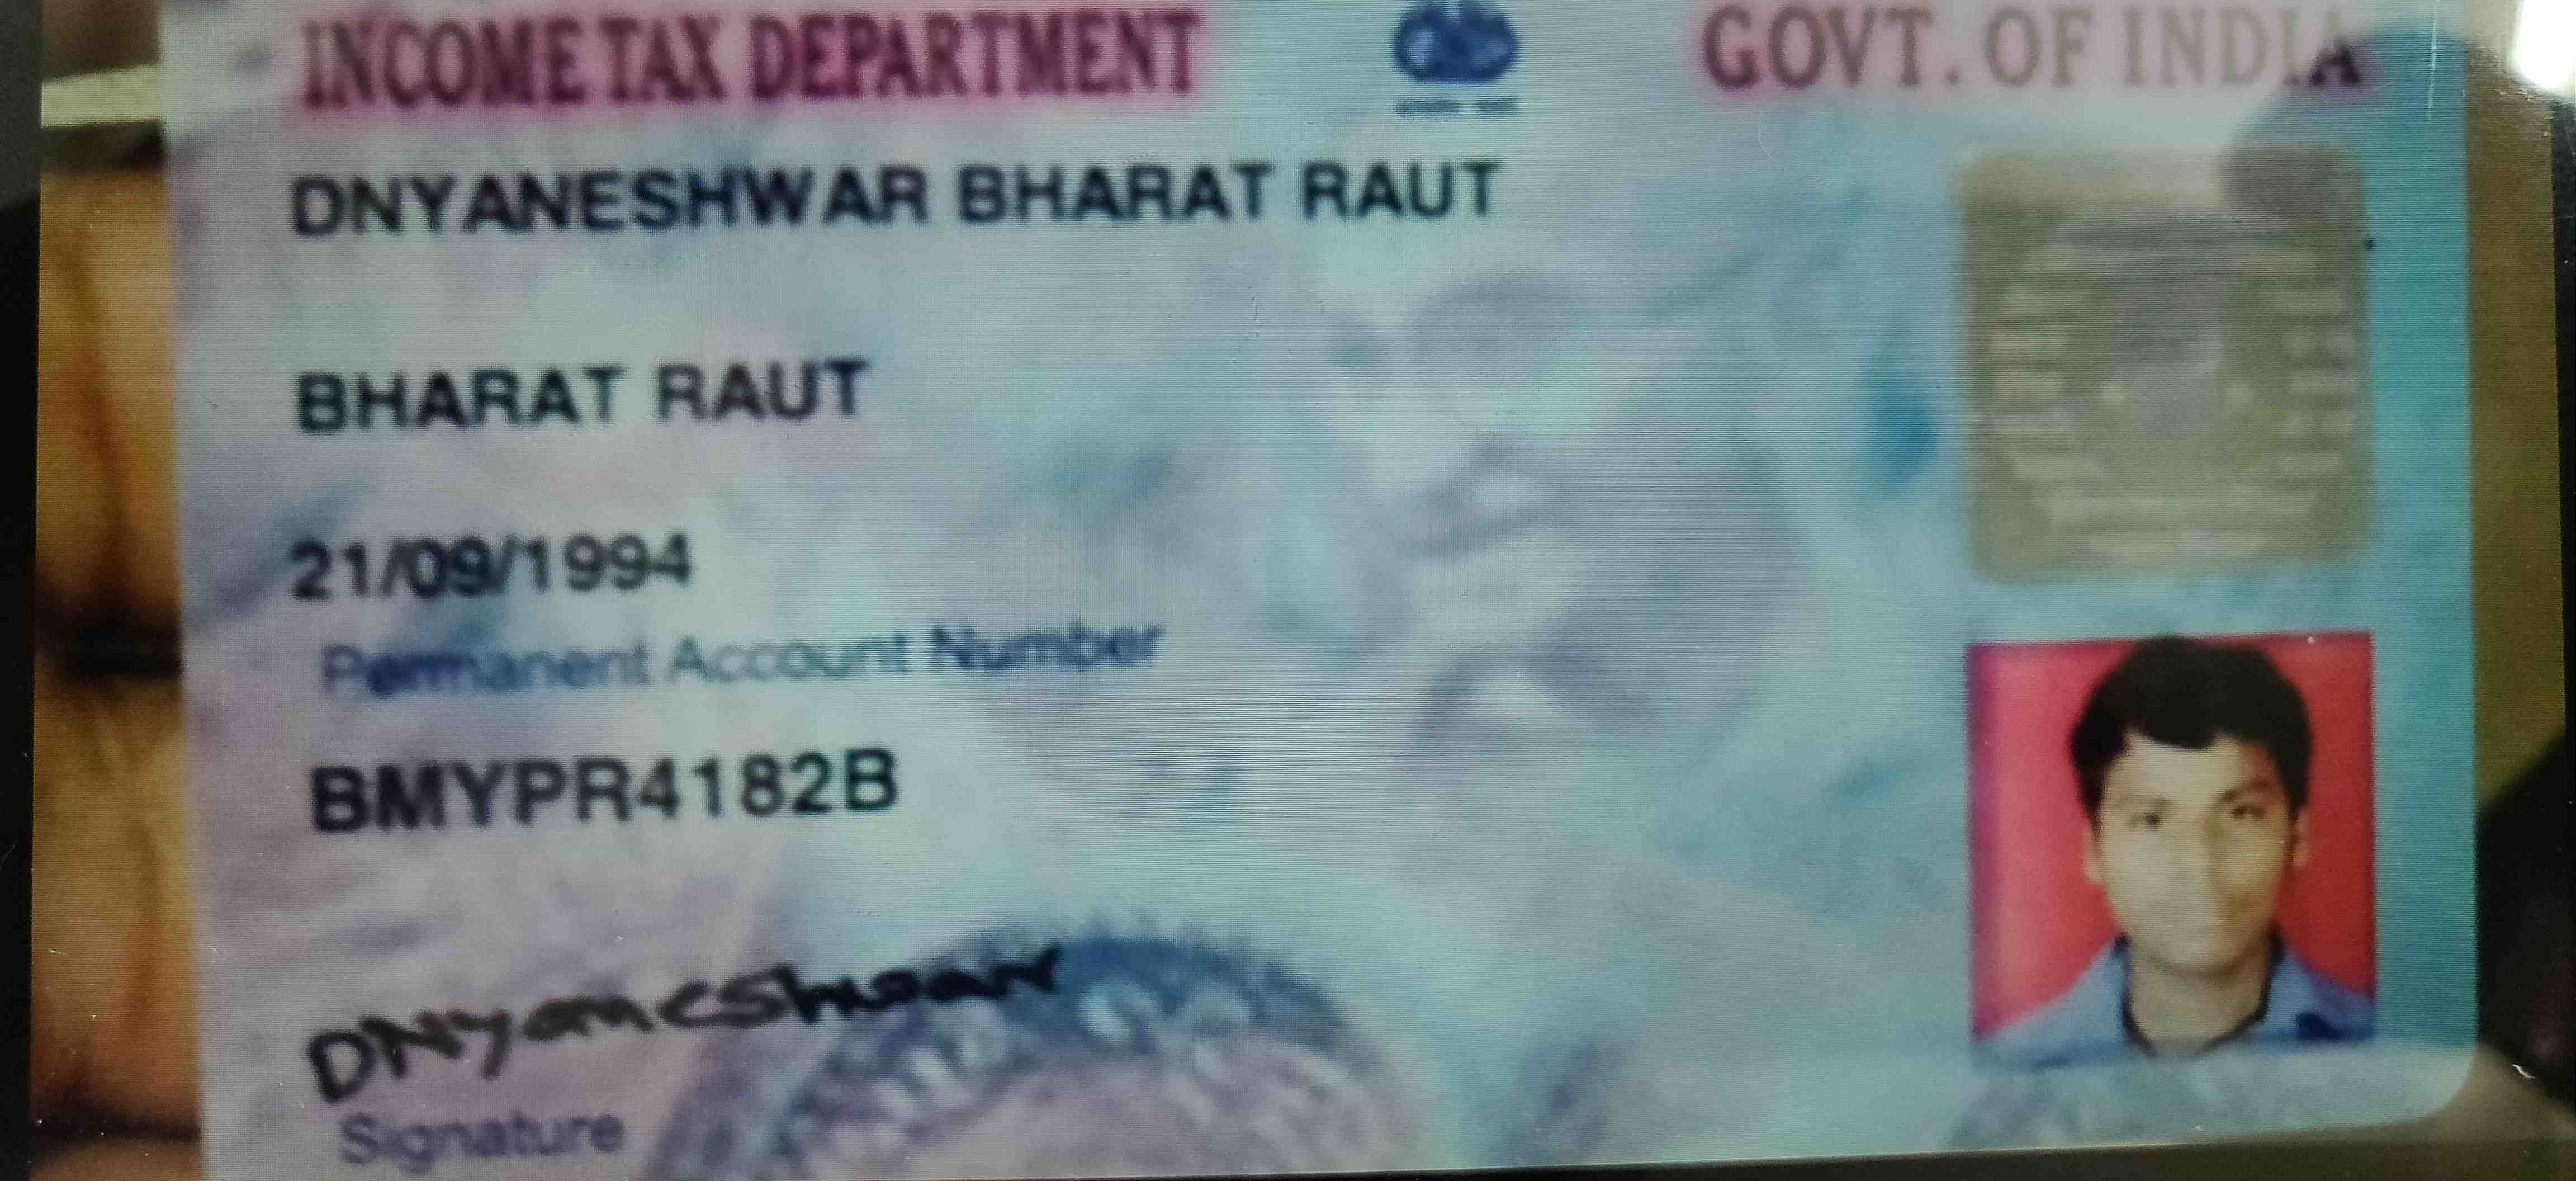 INCOME TAX DEPARTMENT
GOVT. OF INDIA
DNYANESHWAR BHARAT RAUT
BHARAT RAUT
21/09/1994
Permanent Account Number
BMYPR4182B
DNyaneshwar
Signature